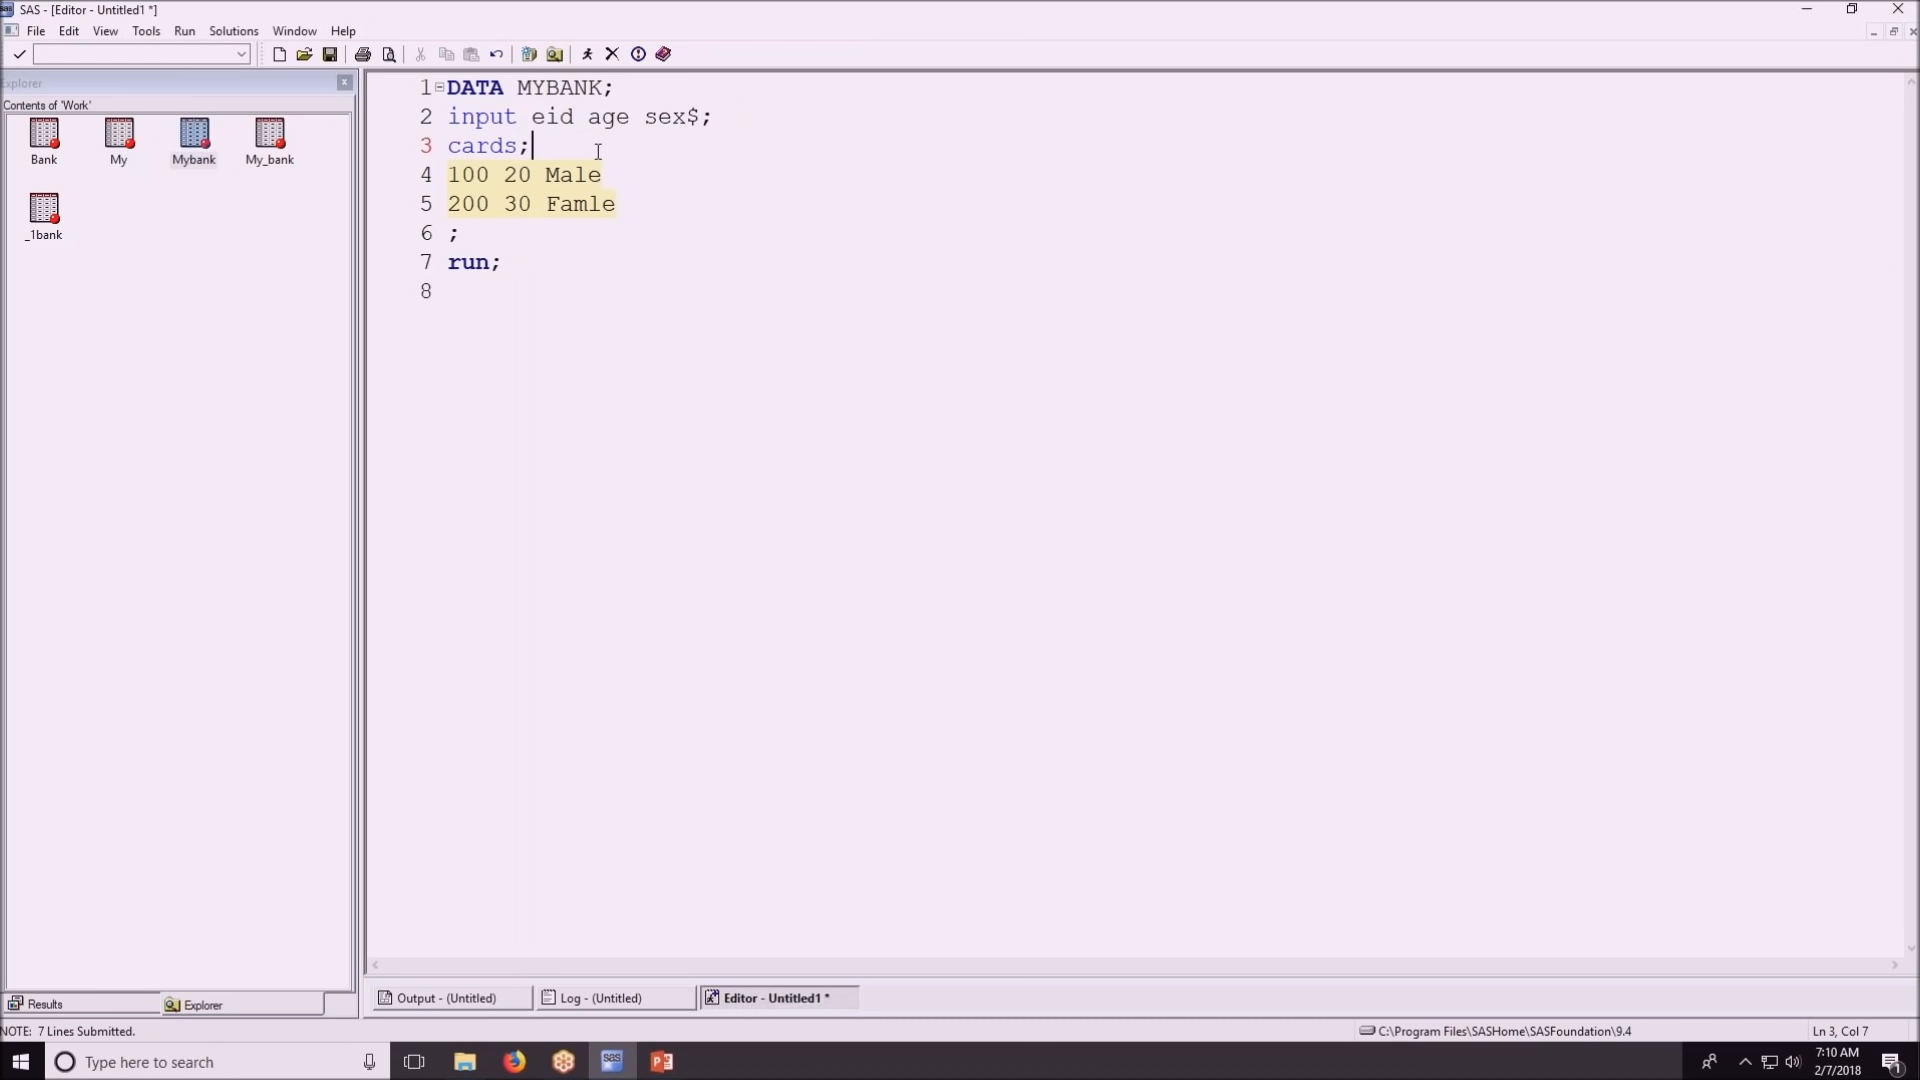 SAS - [Editor - Untitled1 *]
File Edit View Tools Run Solutions Window Help
Explorer
Contents of 'Work'
Bank My Mybank My_bank
_1bank
1 DATA MYBANK;
2 input eid age sex$;
3 cards;
4 100 20 Male
5 200 30 Famle
6 ;
7 run;
8
Results Explorer
Output - (Untitled) Log - (Untitled) Editor - Untitled1 *
NOTE: 7 Lines Submitted.
C:\Program Files\SASHome\SASFoundation\9.4
Ln 3, Col 7
Type here to search
7:10 AM
2/7/2018